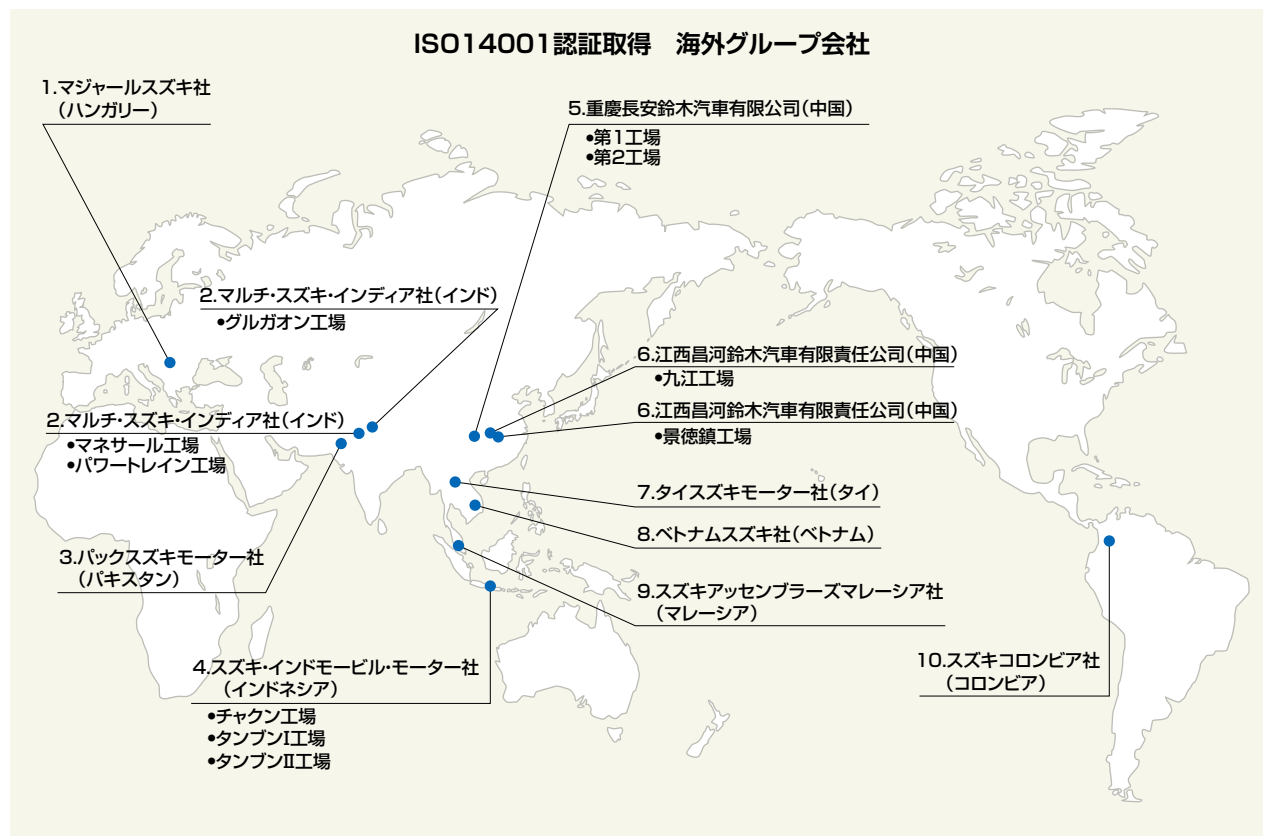 ISO14001認証取得　海外グループ会社
1.マジャールスズキ社
（ハンガリー）
2.マルチ・スズキ・インディア社（インド）
●グルガオン工場
2.マルチ・スズキ・インディア社（インド）
●マネサール工場
●パワートレイン工場
3.パックスズキモーター社
（パキスタン）
4.スズキ・インドモービル・モーター社
（インドネシア）
●チャクン工場
●タンブンⅠ工場
●タンブンⅡ工場
5.重慶長安鈴木汽車有限公司（中国）
●第1工場
●第2工場
6.江西昌河鈴木汽車有限責任公司（中国）
●九江工場
6.江西昌河鈴木汽車有限責任公司（中国）
●景徳鎮工場
7.タイスズキモーター社（タイ）
8.ベトナムスズキ社（ベトナム）
9.スズキアッセンブラーズマレーシア社
（マレーシア）
10.スズキコロンビア社
（コロンビア）